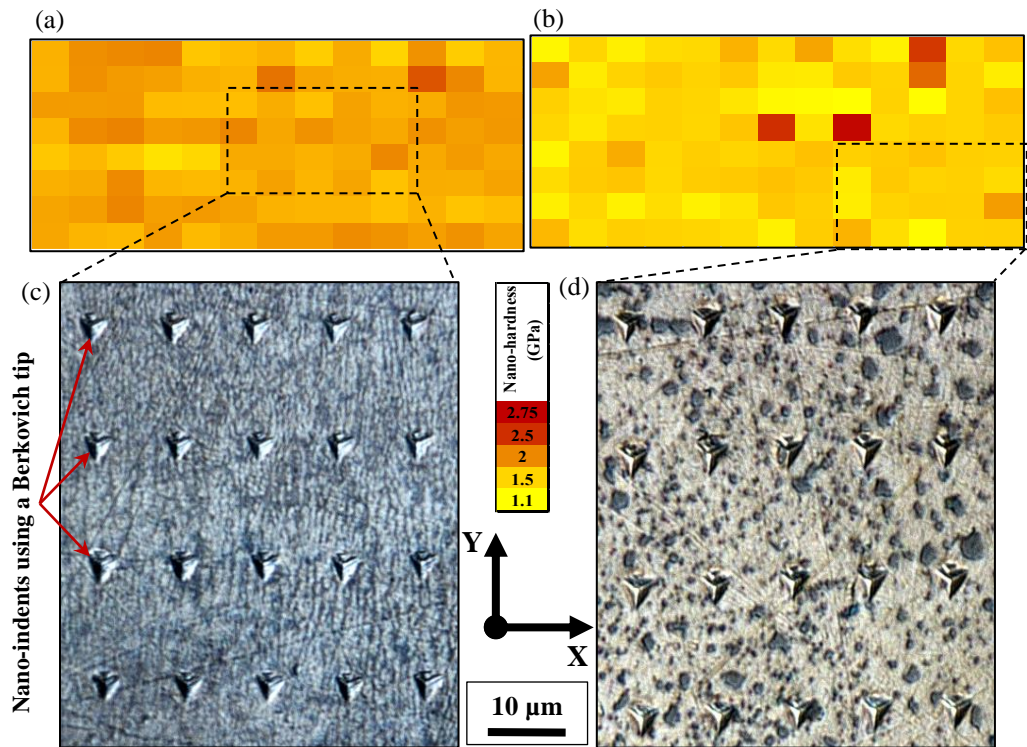 (a)
(b)
(c)
(d)
Nano-indents using a Berkovich tip
Nano-hardness
(GPa)
2.75
2.5
2
1.5
1.1
Y
X
10 µm